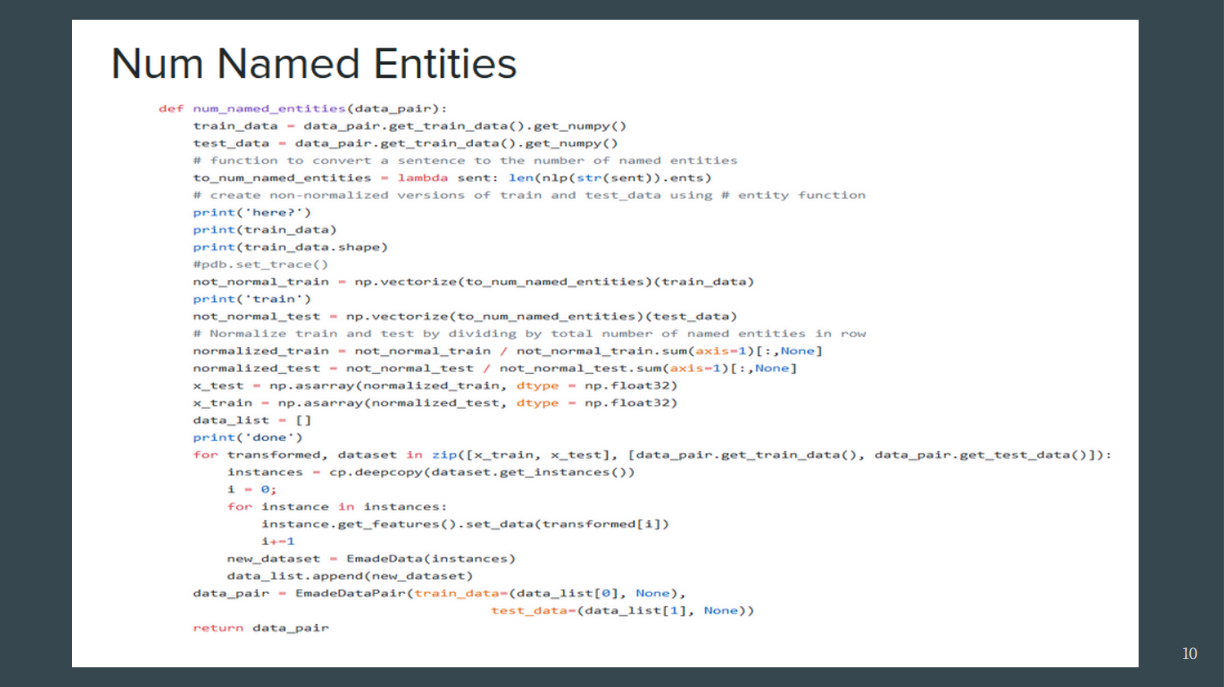 Num Named Entities
def num_named_entities(data_pair):
    train_data = data_pair.get_train_data().get_numpy()
    test_data = data_pair.get_train_data().get_numpy()
    # function to convert a sentence to the number of named entities
    to_num_named_entities = lambda sent: len(nlp(str(sent)).ents)
    # create non-normalized versions of train and test_data using # entity function
    print('here?')
    print(train_data)
    print(train_data.shape)
    #pdb.set_trace()
    not_normal_train = np.vectorize(to_num_named_entities)(train_data)
    print('train')
    not_normal_test = np.vectorize(to_num_named_entities)(test_data)
    # Normalize train and test by dividing by total number of named entities in row
    normalized_train = not_normal_train / not_normal_train.sum(axis=1)[:,None]
    normalized_test = not_normal_test / not_normal_test.sum(axis=1)[:,None]
    x_test = np.asarray(normalized_train, dtype = np.float32)
    x_train = np.asarray(normalized_test, dtype = np.float32)
    data_list = []
    print('done')
    for transformed, dataset in zip([x_train, x_test], [data_pair.get_train_data(), data_pair.get_test_data()]):
        instances = cp.deepcopy(dataset.get_instances())
        i = 0;
        for instance in instances:
            instance.get_features().set_data(transformed[i])
            i+=1
        new_dataset = EmadeData(instances)
        data_list.append(new_dataset)
    data_pair = EmadeDataPair(train_data=(data_list[0], None),
                                       test_data=(data_list[1], None))
    return data_pair
10